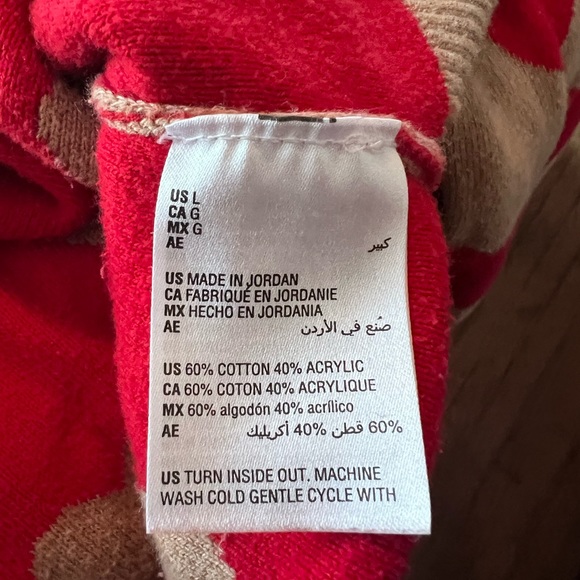 US L
CA G
MX G
AE كبير
US MADE IN JORDAN
CA FABRIQUÉ EN JORDANIE
MX HECHO EN JORDANIA
AE صُنع في الأردن
US 60% COTTON 40% ACRYLIC
CA 60% COTON 40% ACRYLIQUE
MX 60% algodón 40% acrílico
AE 60% قطن 40% أكريليك
US TURN INSIDE OUT. MACHINE
WASH COLD GENTLE CYCLE WITH